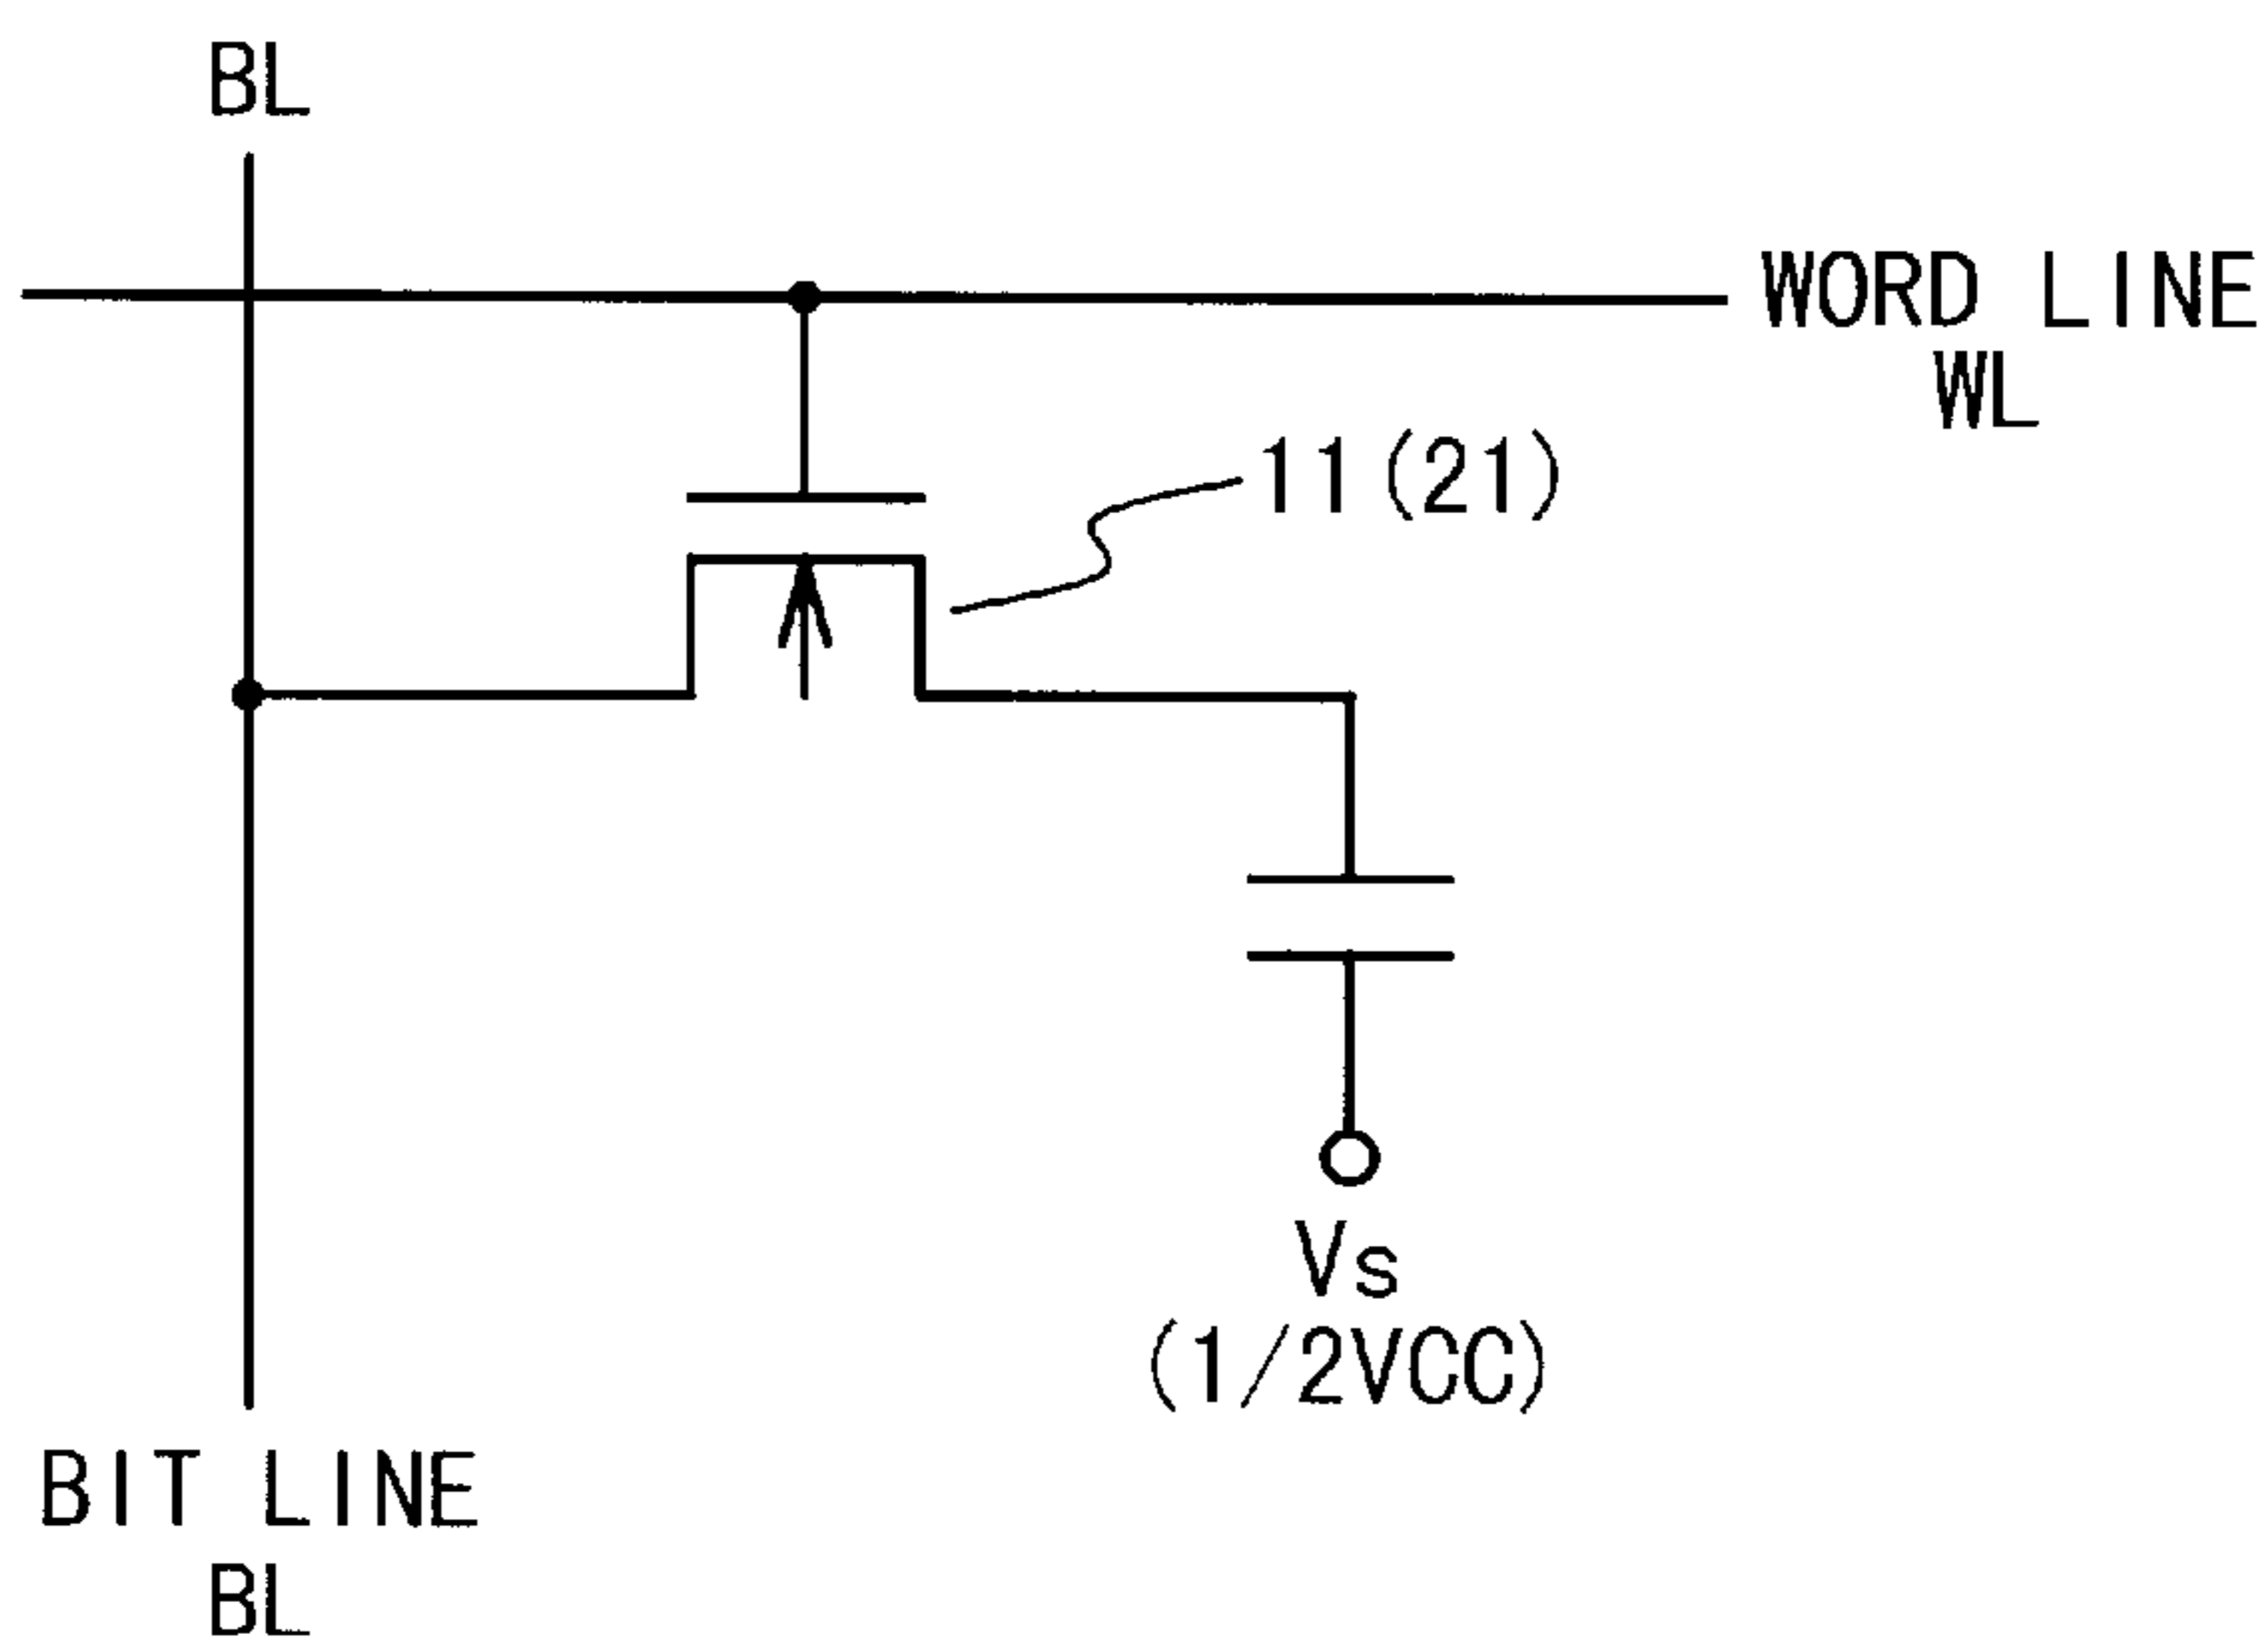 BL
WORD LINE
WL
11(21)
Vs
(1/2VCC)
BIT LINE
BL